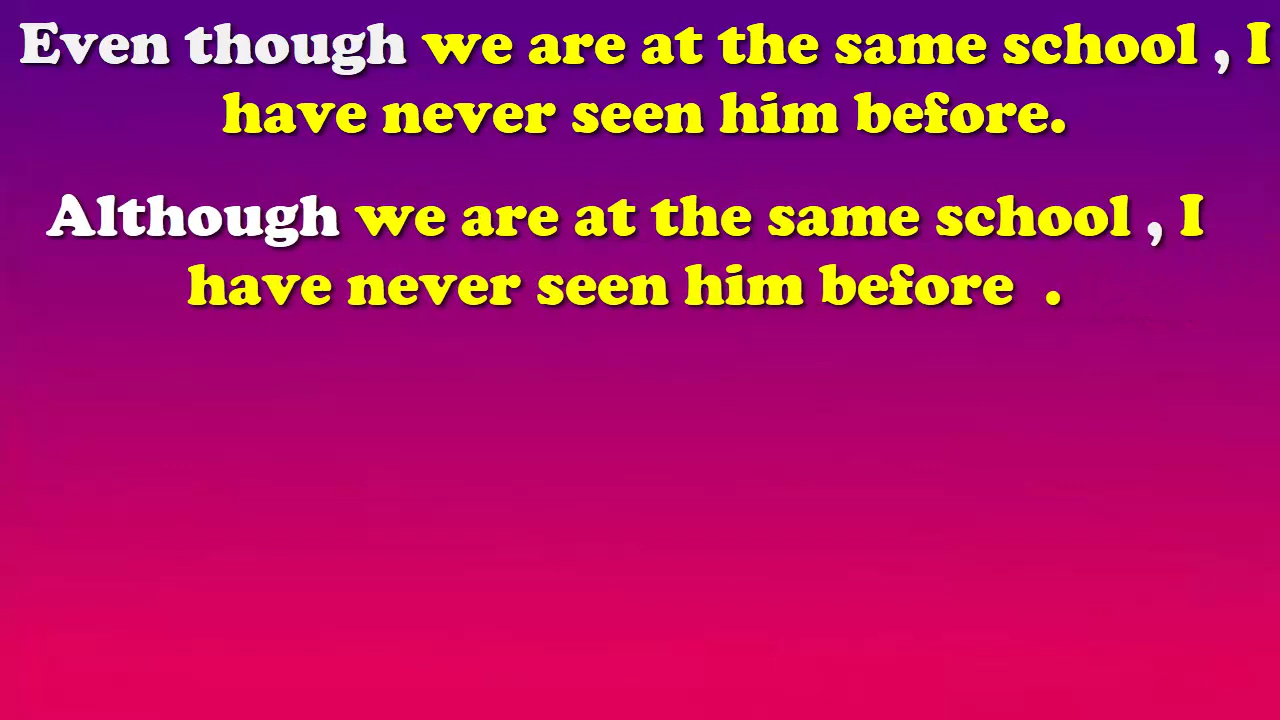 Even though we are at the same school , I
have never seen him before.
Although we are at the same school , I
have never seen him before .